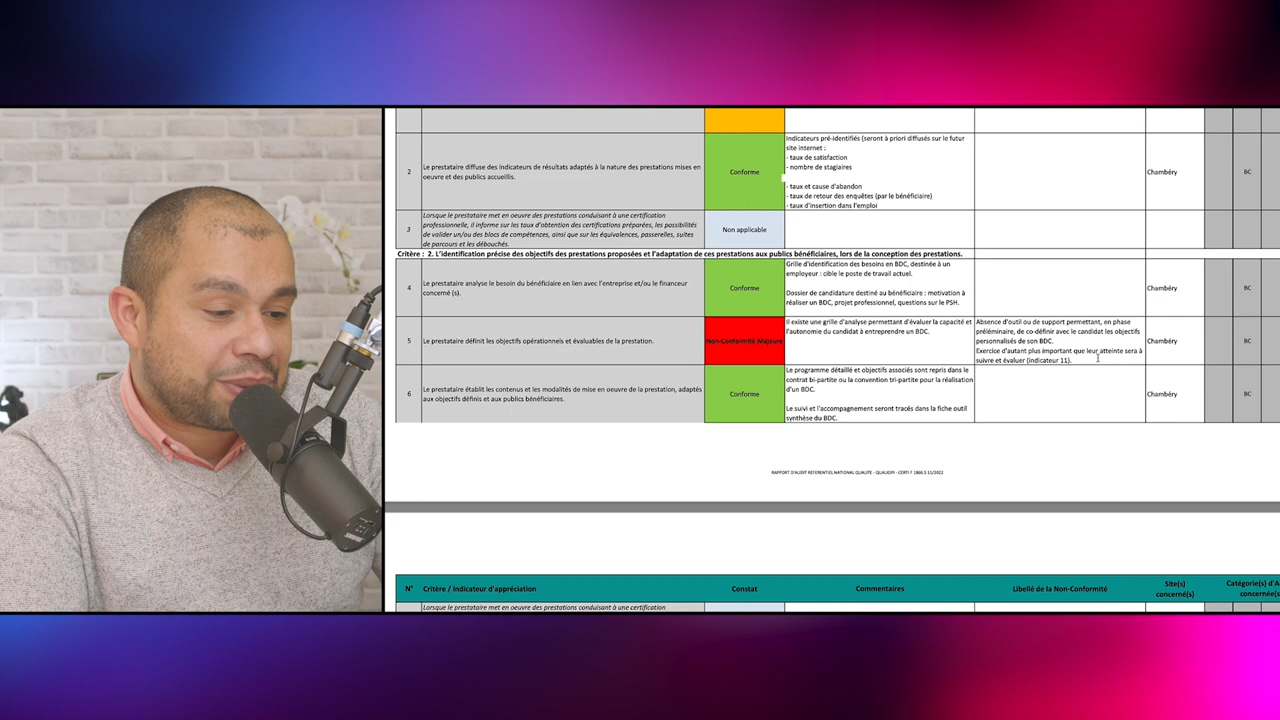 2
Le prestataire diffuse des indicateurs de résultats adaptés à la nature des prestations mises en
oeuvre et des publics accueillis.
Conforme
Indicateurs pré-identifiés (seront à priori diffusés sur le futur
site internet :
- taux de satisfaction
- nombre de stagiaires
- taux et cause d'abandon
- taux de retour des enquêtes (par le bénéficiaire)
- taux d'insertion dans l'emploi
Chambéry
BC
3
Lorsque le prestataire met en oeuvre des prestations conduisant à une certification
professionnelle, il informe sur les taux d'obtention des certifications préparées, les possibilités
de valider un/ou des blocs de compétences, ainsi que sur les équivalences, passerelles, suites
de parcours et les débouchés.
Non applicable
Critère : 2. L'identification précise des objectifs des prestations proposées et l'adaptation de ces prestations aux publics bénéficiaires, lors de la conception des prestations.
4
Le prestataire analyse le besoin du bénéficiaire en lien avec l'entreprise et/ou le financeur
concerné (s).
Conforme
Grille d'identification des besoins en BDC, destinée à un
employeur : cible le poste de travail actuel.
Dossier de candidature destiné au bénéficiaire : motivation à
réaliser un BDC, projet professionnel, questions sur le PSH.
Chambéry
BC
5
Le prestataire définit les objectifs opérationnels et évaluables de la prestation.
Non-Conformité Majeure
Il existe une grille d'analyse permettant d'évaluer la capacité et
l'autonomie du candidat à entreprendre un BDC.
Absence d'outil ou de support permettant, en phase
préléminaire, de co-définir avec le candidat les objectifs
personnalisés de son BDC.
Exercice d'autant plus important que leur atteinte sera à
suivre et évaluer (indicateur 11).
Chambéry
BC
6
Le prestataire établit les contenus et les modalités de mise en oeuvre de la prestation, adaptés
aux objectifs définis et aux publics bénéficiaires.
Conforme
Le programme détaillé et objectifs associés sont repris dans le
contrat bi-partite ou la convention tri-partite pour la réalisation
d'un BDC.
Le suivi et l'accompagnement seront tracés dans la fiche outil
synthèse du BDC.
Chambéry
BC
RAPPORT D'AUDIT REFERENTIEL NATIONAL QUALITE - QUALIOPI - CERTI F 1866.5 11/2022
N°
Critère / Indicateur d'appréciation
Constat
Commentaires
Libellé de la Non-Conformité
Site(s)
concerné(s)
Catégorie(s) d'A
concernée(s
Lorsque le prestataire met en oeuvre des prestations conduisant à une certification